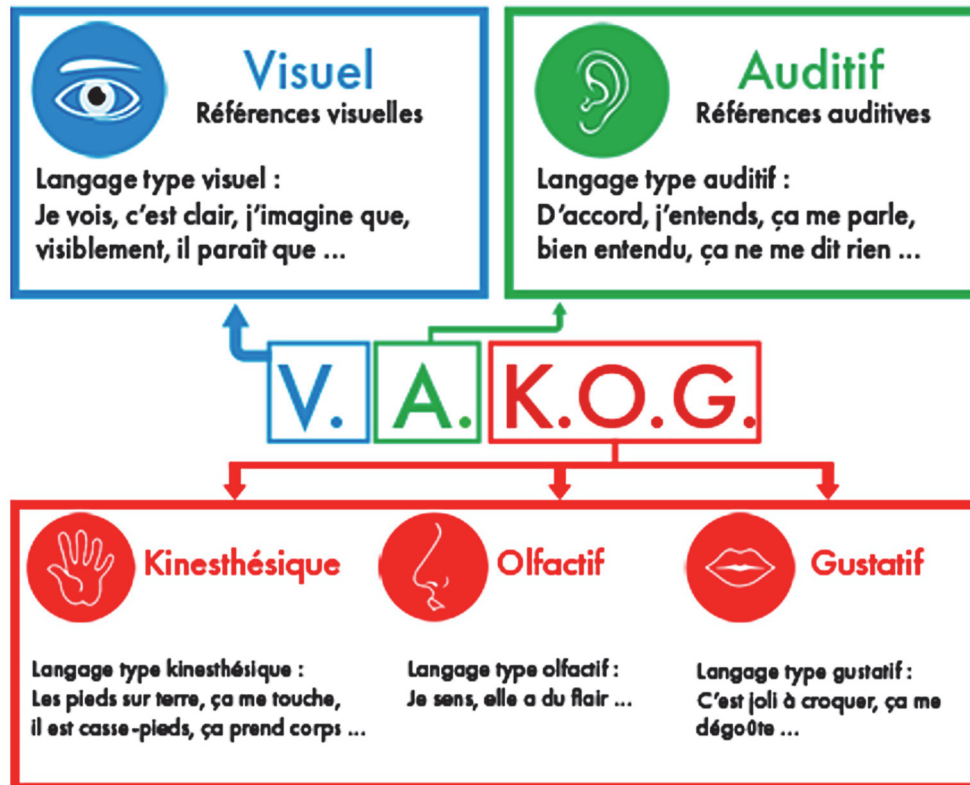 Visuel
Références visuelles
Langage type visuel :
Je vois, c'est clair, j'imagine que,
visiblement, il paraît que ...
Auditif
Références auditives
Langage type auditif :
D'accord, j'entends, ça me parle,
bien entendu, ça ne me dit rien ...
V. A. K.O.G.
Kinesthésique
Langage type kinesthésique :
Les pieds sur terre, ça me touche,
il est casse-pieds, ça prend corps ...
Olfactif
Langage type olfactif :
Je sens, elle a du flair ...
Gustatif
Langage type gustatif :
C'est joli à croquer, ça me
dégoûte ...